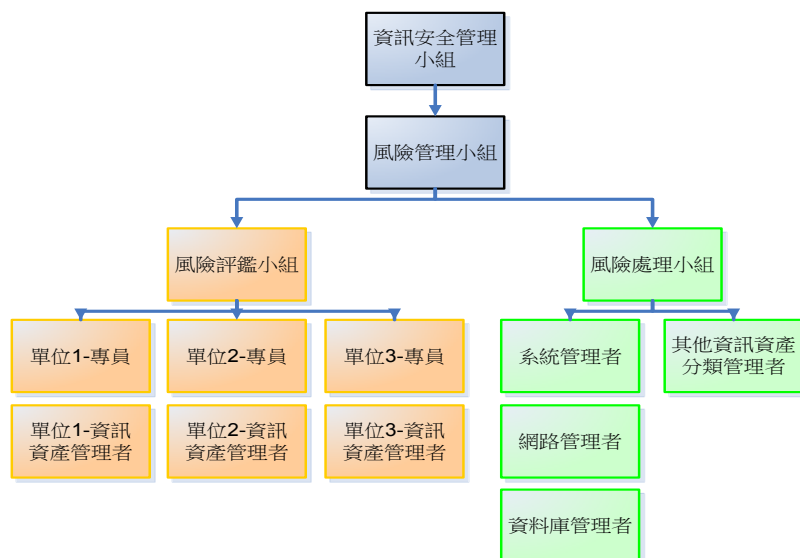 資訊安全管理
小組
風險管理小組
風險評鑑小組
風險處理小組
單位1-專員
單位2-專員
單位3-專員
系統管理者
其他資訊資產
分類管理者
單位1-資訊
資產管理者
單位2-資訊
資產管理者
單位3-資訊
資產管理者
網路管理者
資料庫管理者